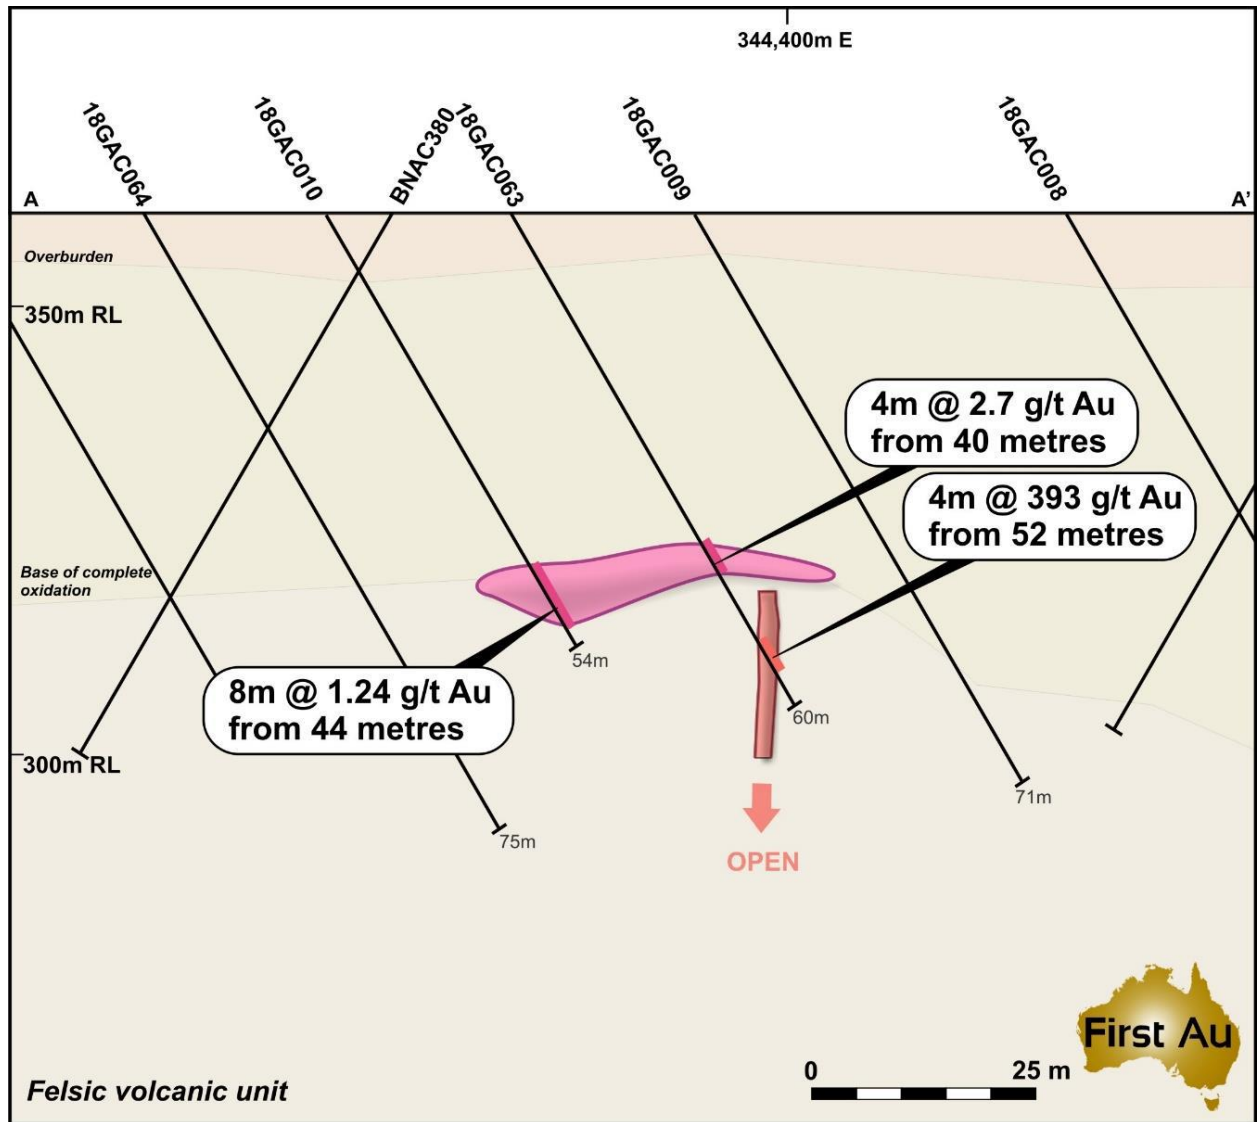 344,400m E
18GAC064
18GAC010
BNAC380
18GAC063
18GAC009
18GAC008
A
A'
Overburden
350m RL
4m @ 2.7 g/t Au
from 40 metres
4m @ 393 g/t Au
from 52 metres
Base of complete
oxidation
54m
8m @ 1.24 g/t Au
from 44 metres
60m
300m RL
71m
75m
OPEN
First Au
0
25 m
Felsic volcanic unit